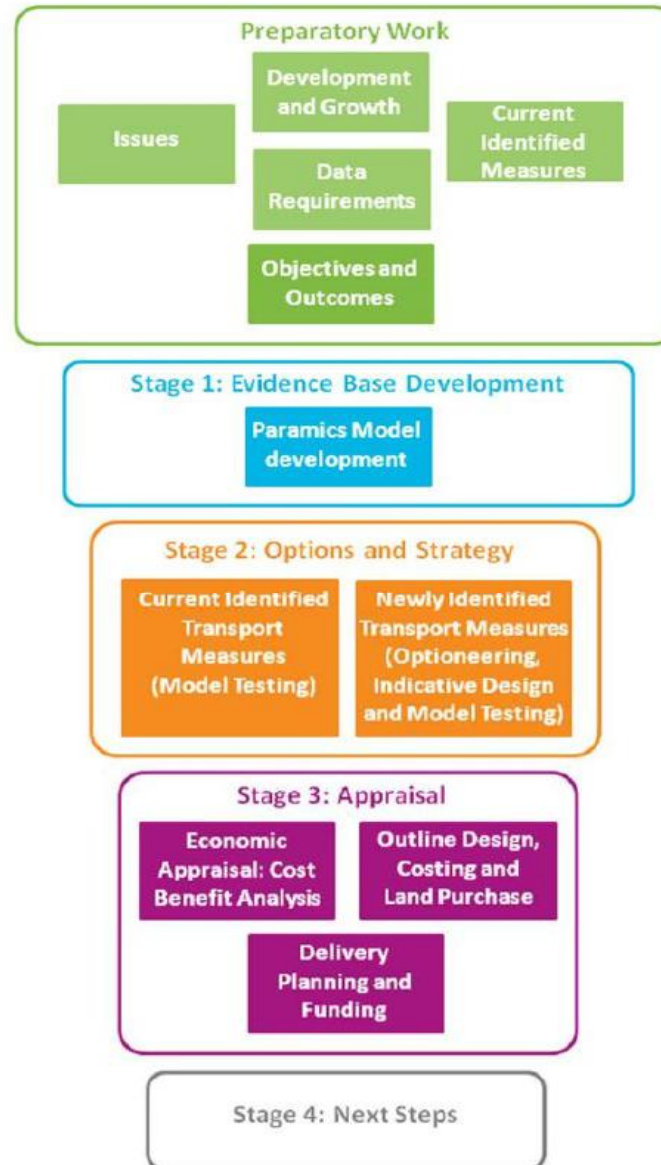 Preparatory Work
Development
and Growth
Issues
Current
Identified
Measures
Data
Requirements
Objectives and
Outcomes
Stage 1: Evidence Base Development
Paramics Model
development
Stage 2: Options and Strategy
Current Identified
Transport
Measures
(Model Testing)
Newly Identified
Transport Measures
(Optioneering,
Indicative Design
and Model Testing)
Stage 3: Appraisal
Economic
Appraisal: Cost
Benefit Analysis
Outline Design,
Costing and
Land Purchase
Delivery
Planning and
Funding
Stage 4: Next Steps